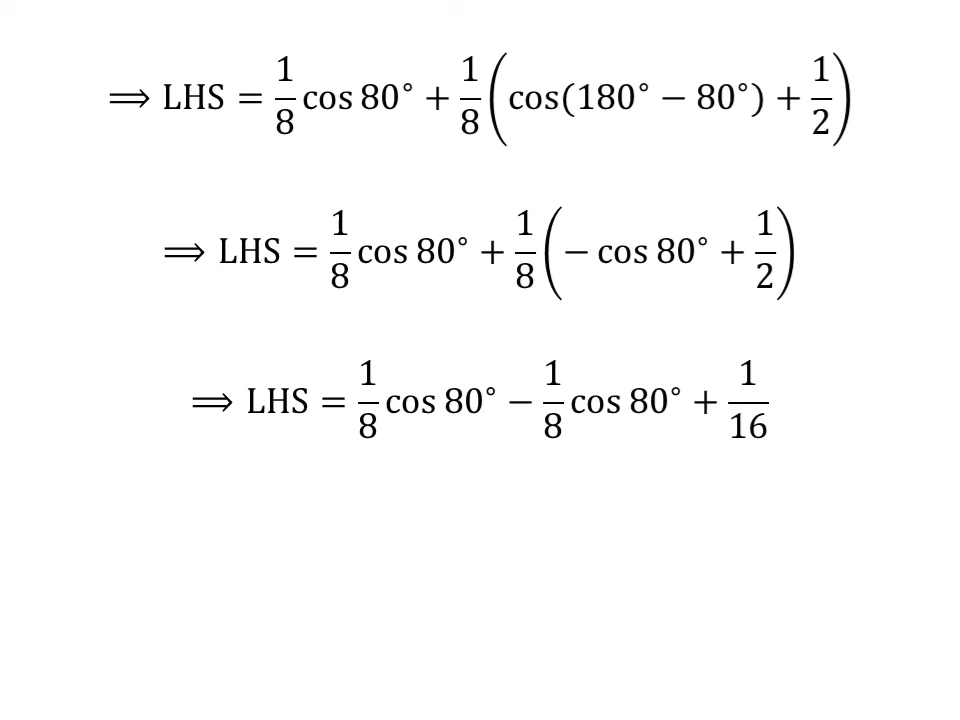 ⟹ LHS = 1/8 cos 80° + 1/8 (cos(180° − 80°) + 1/2)
⟹ LHS = 1/8 cos 80° + 1/8 (− cos 80° + 1/2)
⟹ LHS = 1/8 cos 80° − 1/8 cos 80° + 1/16